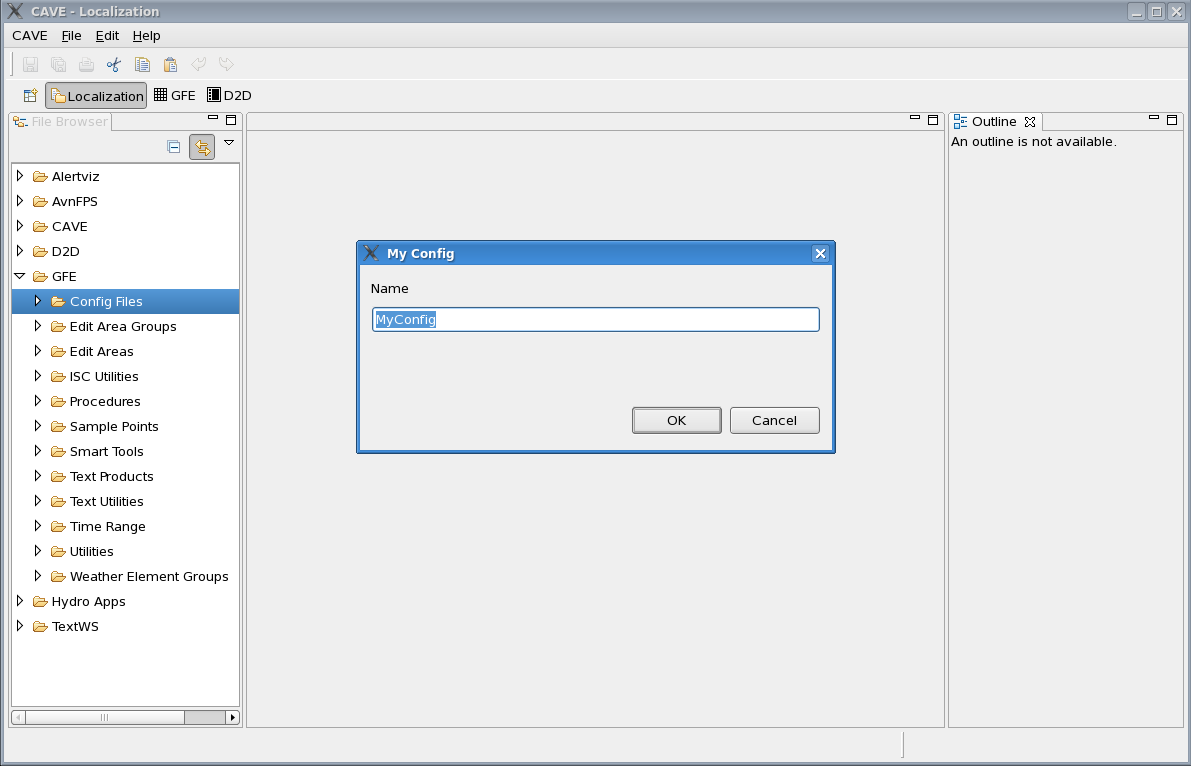 CAVE - Localization
CAVE File Edit Help
Localization GFE D2D
File Browser
Alertviz
AvnFPS
CAVE
D2D
GFE
Config Files
Edit Area Groups
Edit Areas
ISC Utilities
Procedures
Sample Points
Smart Tools
Text Products
Text Utilities
Time Range
Utilities
Weather Element Groups
Hydro Apps
TextWS
My Config
Name
MyConfig
OK Cancel
Outline
An outline is not available.